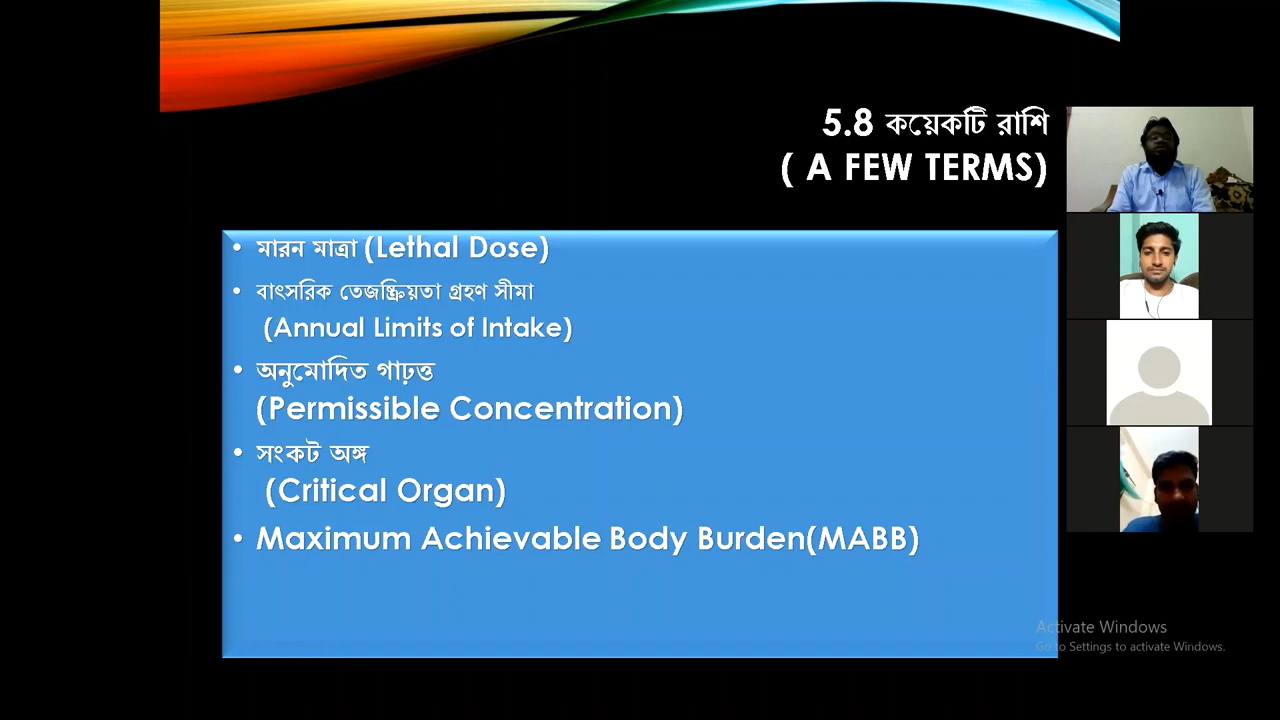 5.8 কয়েকটি রাশি
( A FEW TERMS)
• মারন মাত্রা (Lethal Dose)
• বাৎসরিক তেজষ্ক্রিয়তা গ্রহণ সীমা
(Annual Limits of Intake)
• অনুমোদিত গাঢ়ত্ত
(Permissible Concentration)
• সংকট অঙ্গ
(Critical Organ)
• Maximum Achievable Body Burden(MABB)
Activate Windows
Go to Settings to activate Windows.